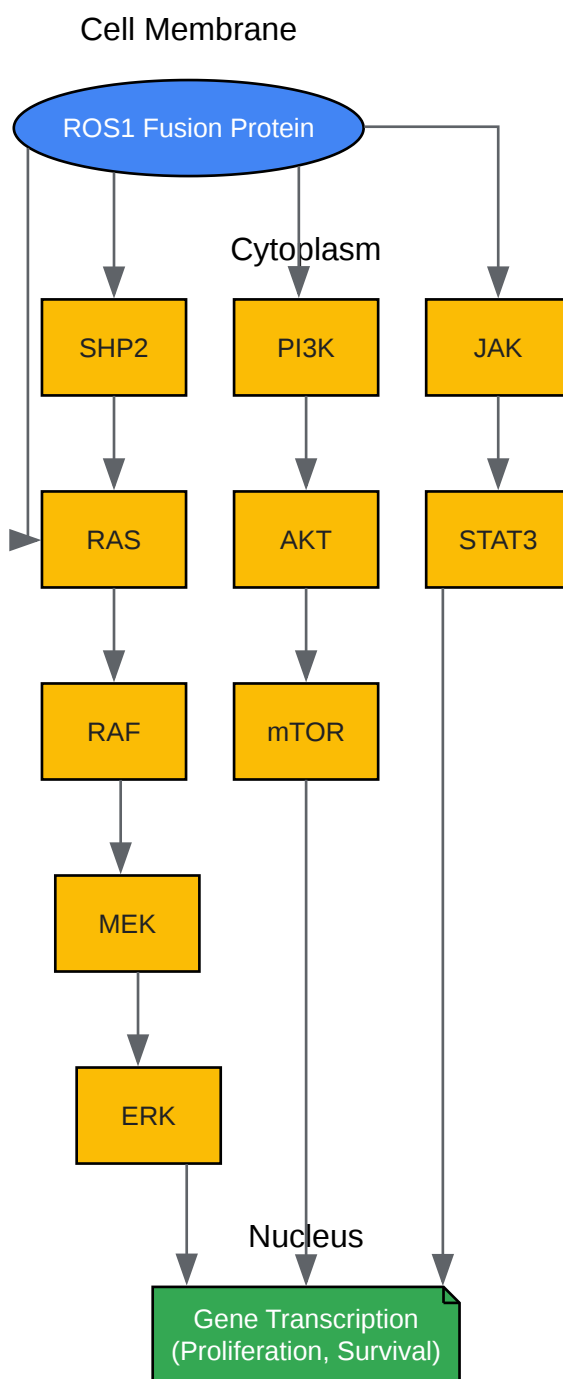 Cell Membrane
ROS1 Fusion Protein
Cytoplasm
SHP2
PI3K
JAK
RAS
AKT
STAT3
RAF
mTOR
MEK
ERK
Nucleus
Gene Transcription
(Proliferation, Survival)